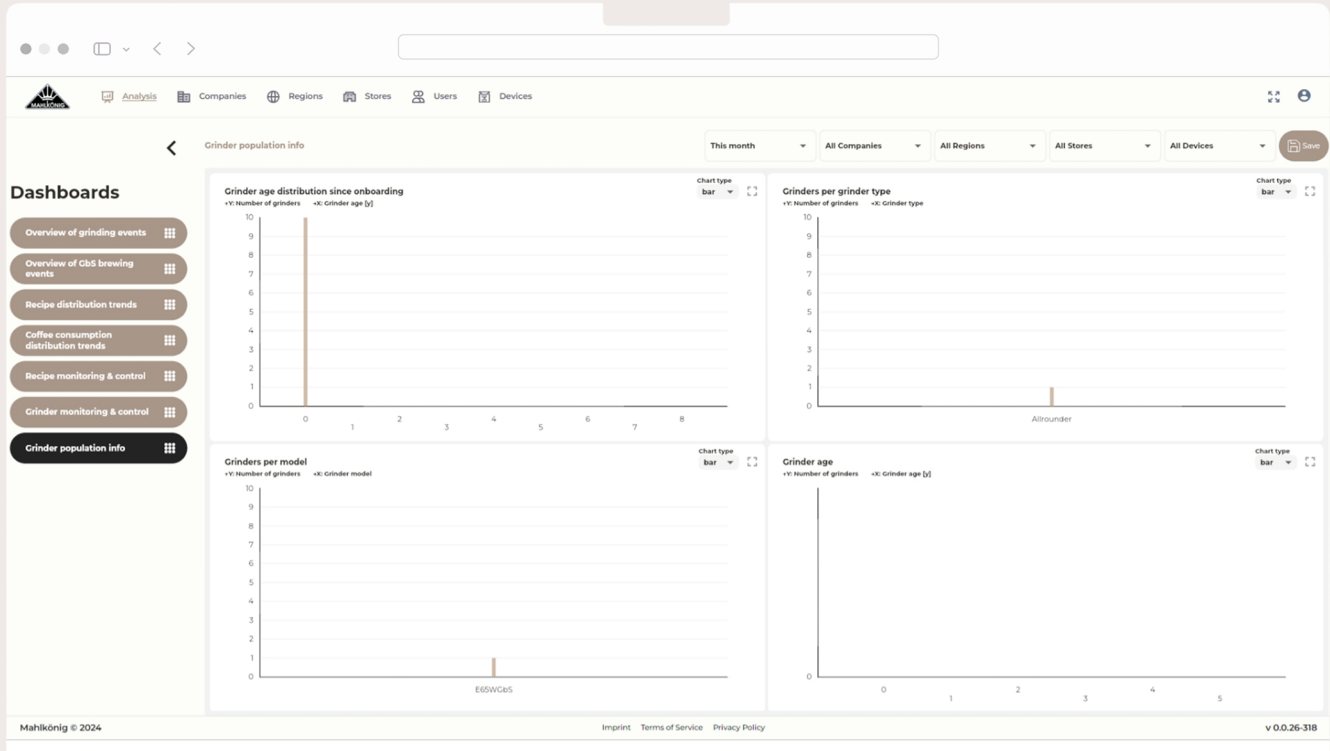 MAHLKÖNIG
Analysis
Companies
Regions
Stores
Users
Devices
Grinder population info
This month
All Companies
All Regions
All Stores
All Devices
Save
Dashboards
Overview of grinding events
Overview of GbS brewing
events
Recipe distribution trends
Coffee consumption
distribution trends
Recipe monitoring & control
Grinder monitoring & control
Grinder population info
Grinder age distribution since onboarding
+Y: Number of grinders +X: Grinder age [y]
Chart type
bar
10
9
8
7
6
5
4
3
2
1
0
0 1 2 3 4 5 6 7 8
Grinders per grinder type
+Y: Number of grinders +X: Grinder type
Chart type
bar
10
9
8
7
6
5
4
3
2
1
0
Allrounder
Grinders per model
+Y: Number of grinders +X: Grinder model
Chart type
bar
10
9
8
7
6
5
4
3
2
1
0
E65WGbS
Grinder age
+Y: Number of grinders +X: Grinder age [y]
Chart type
bar
0
0 1 2 3 4 5
Mahlkönig © 2024
Imprint Terms of Service Privacy Policy
v 0.0.26-318